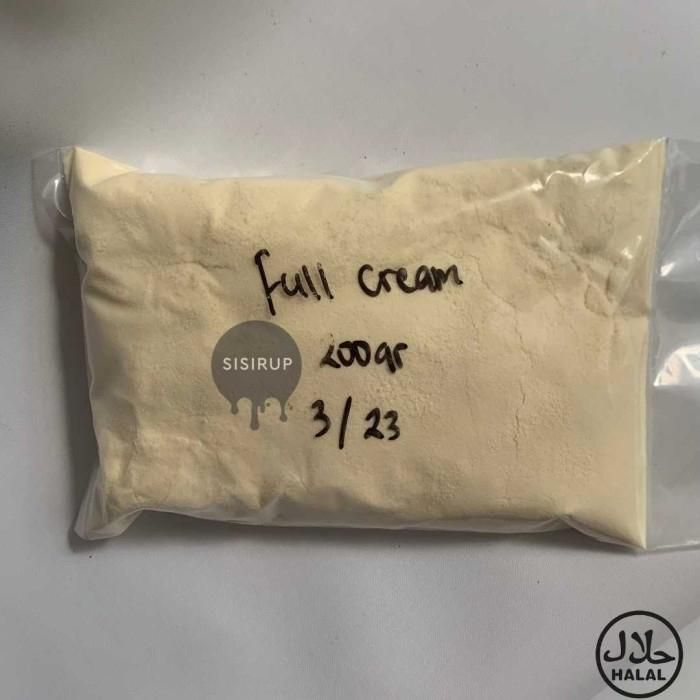 full cream
200gr
SISIRUP
3/23
حلال
HALAL